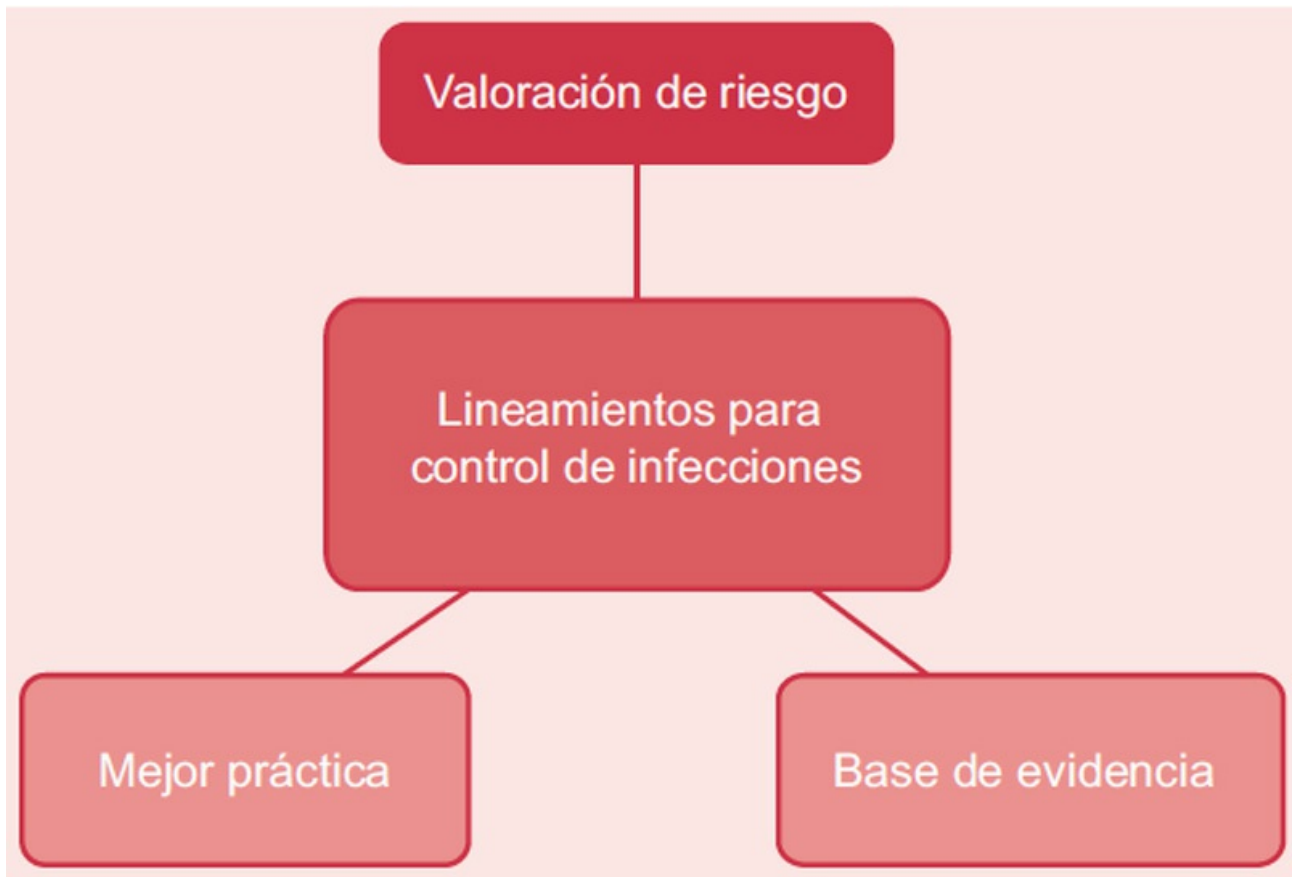 Valoración de riesgo
Lineamientos para
control de infecciones
Mejor práctica
Base de evidencia